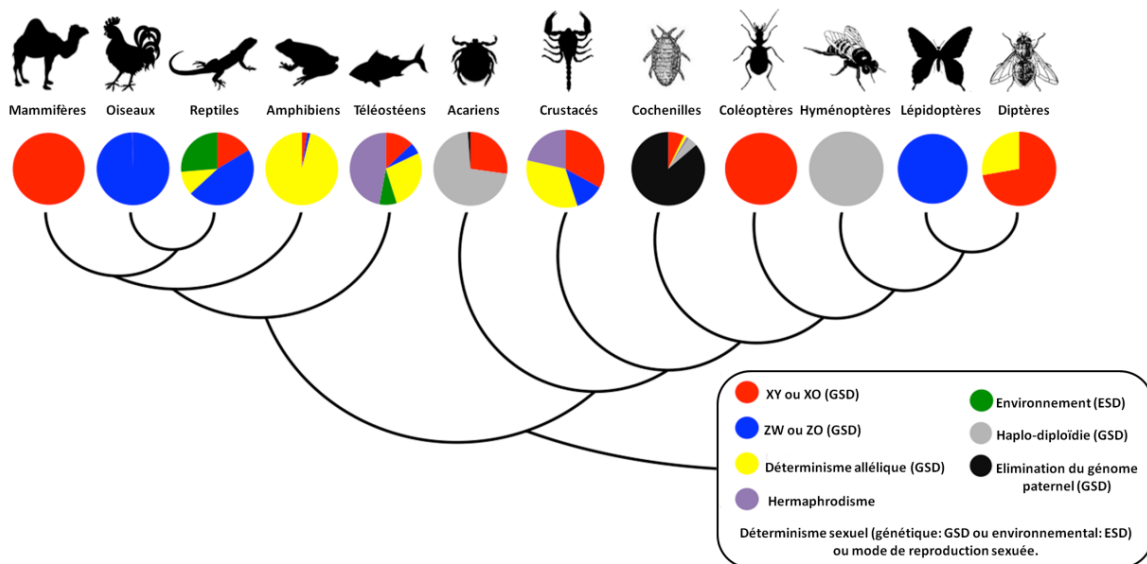 Mammifères Oiseaux Reptiles Amphibiens Téléostéens Acariens Crustacés Cochenilles Coléoptères Hyménoptères Lépidoptères Diptères
XY ou XO (GSD)
ZW ou ZO (GSD)
Déterminisme allélique (GSD)
Hermaphrodisme
Environnement (ESD)
Haplo-diploïdie (GSD)
Elimination du génome
paternel (GSD)
Déterminisme sexuel (génétique: GSD ou environnemental: ESD)
ou mode de reproduction sexuée.